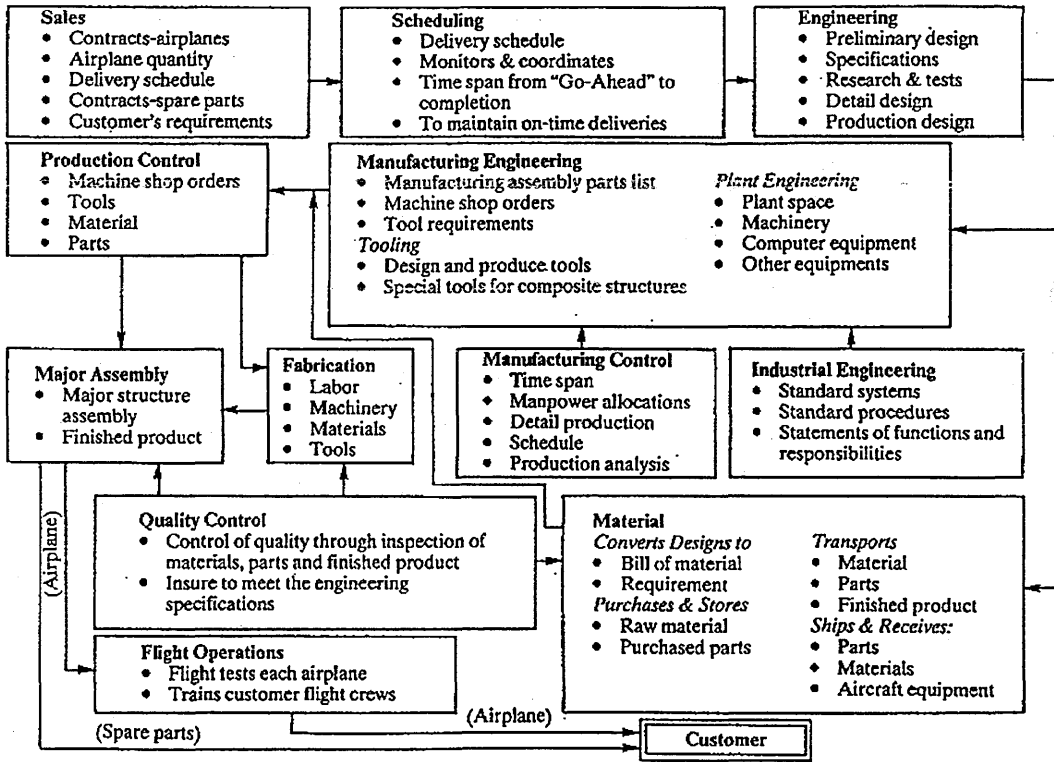 Sales
• Contracts-airplanes
• Airplane quantity
• Delivery schedule
• Contracts-spare parts
• Customer's requirements
Scheduling
• Delivery schedule
• Monitors & coordinates
• Time span from “Go-Ahead” to
completion
• To maintain on-time deliveries
Engineering
• Preliminary design
• Specifications
• Research & tests
• Detail design
• Production design
Production Control
• Machine shop orders
• Tools
• Material
• Parts
Manufacturing Engineering
• Manufacturing assembly parts list
• Machine shop orders
• Tool requirements
Tooling
• Design and produce tools
• Special tools for composite structures
Plant Engineering
• Plant space
• Machinery
• Computer equipment
• Other equipments
Major Assembly
• Major structure
assembly
• Finished product
Fabrication
• Labor
• Machinery
• Materials
• Tools
Manufacturing Control
• Time span
• Manpower allocations
• Detail production
• Schedule
• Production analysis
Industrial Engineering
• Standard systems
• Standard procedures
• Statements of functions and
responsibilities
(Airplane)
Quality Control
• Control of quality through inspection of
materials, parts and finished product
• Insure to meet the engineering
specifications
Material
Converts Designs to
• Bill of material
• Requirement
Purchases & Stores
• Raw material
• Purchased parts
Transports
• Material
• Parts
• Finished product
Ships & Receives:
• Parts
• Materials
• Aircraft equipment
Flight Operations
• Flight tests each airplane
• Trains customer flight crews
(Airplane)
(Spare parts)
Customer